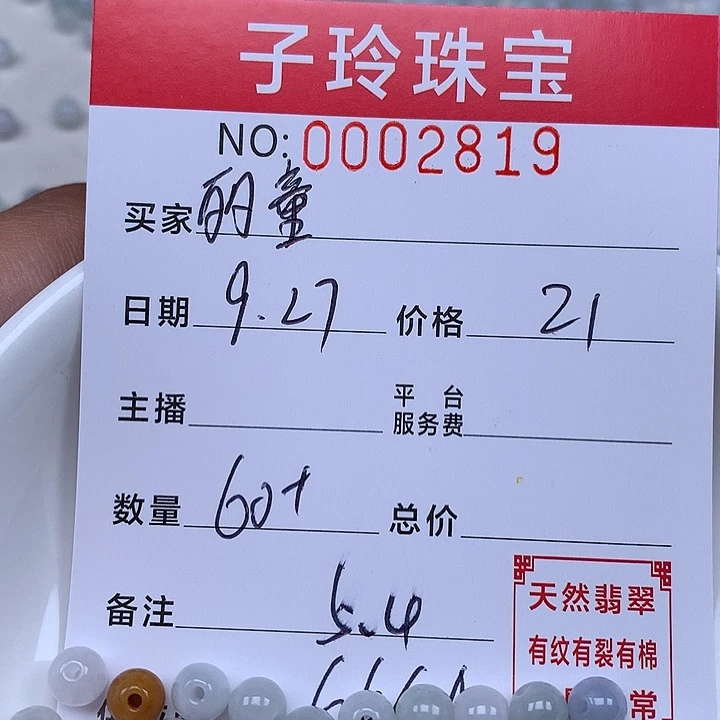 子玲珠宝
NO: 0002819
买家 丽童
日期 9.27 价格 21
主播 平台服务费
数量 60+ 总价
备注 5.4
天然翡翠
有纹有裂有棉
常